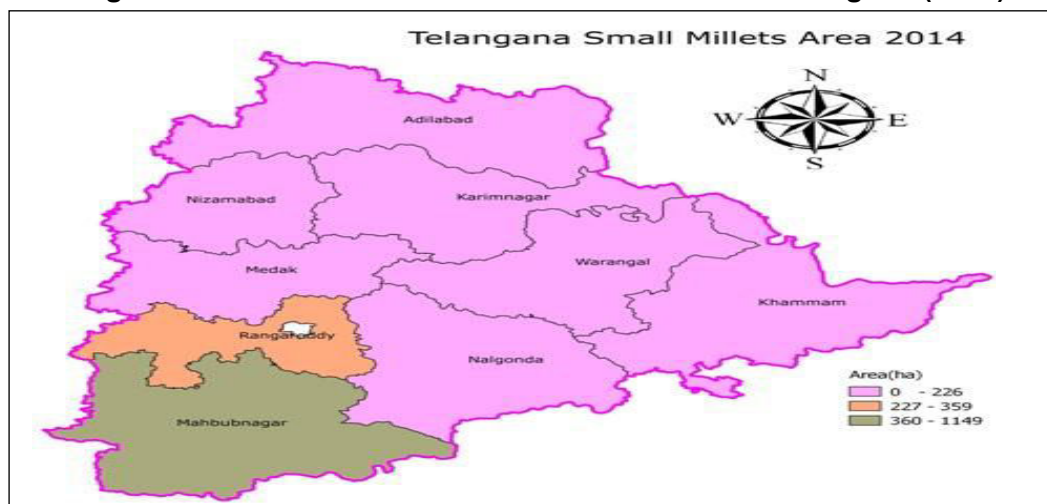 Telangana Small Millets Area 2014
N
W E
S
Adilabad
Nizamabad
Karimnagar
Medak
Warangal
Khammam
Rangareddy
Nalgonda
Mahbubnagar
Area(ha)
0 - 226
227 - 359
360 - 1149